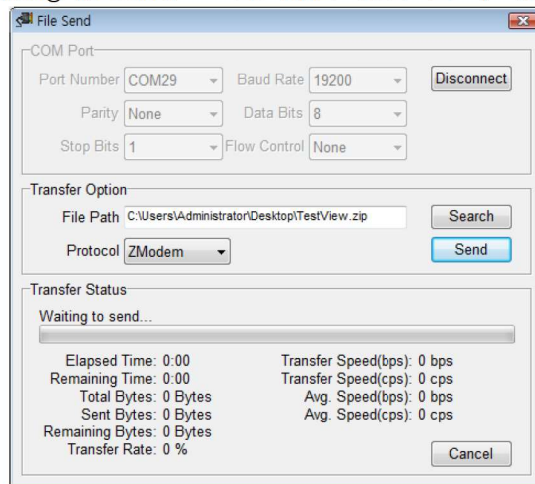 File Send
COM Port
Port Number COM29 Baud Rate 19200 Disconnect
Parity None Data Bits 8
Stop Bits 1 Flow Control None
Transfer Option
File Path C:\Users\Administrator\Desktop\TestView.zip Search
Protocol ZModem Send
Transfer Status
Waiting to send...
Elapsed Time: 0:00 Transfer Speed(bps): 0 bps
Remaining Time: 0:00 Transfer Speed(cps): 0 cps
Total Bytes: 0 Bytes Avg. Speed(bps): 0 bps
Sent Bytes: 0 Bytes Avg. Speed(cps): 0 cps
Remaining Bytes: 0 Bytes
Transfer Rate: 0 % Cancel